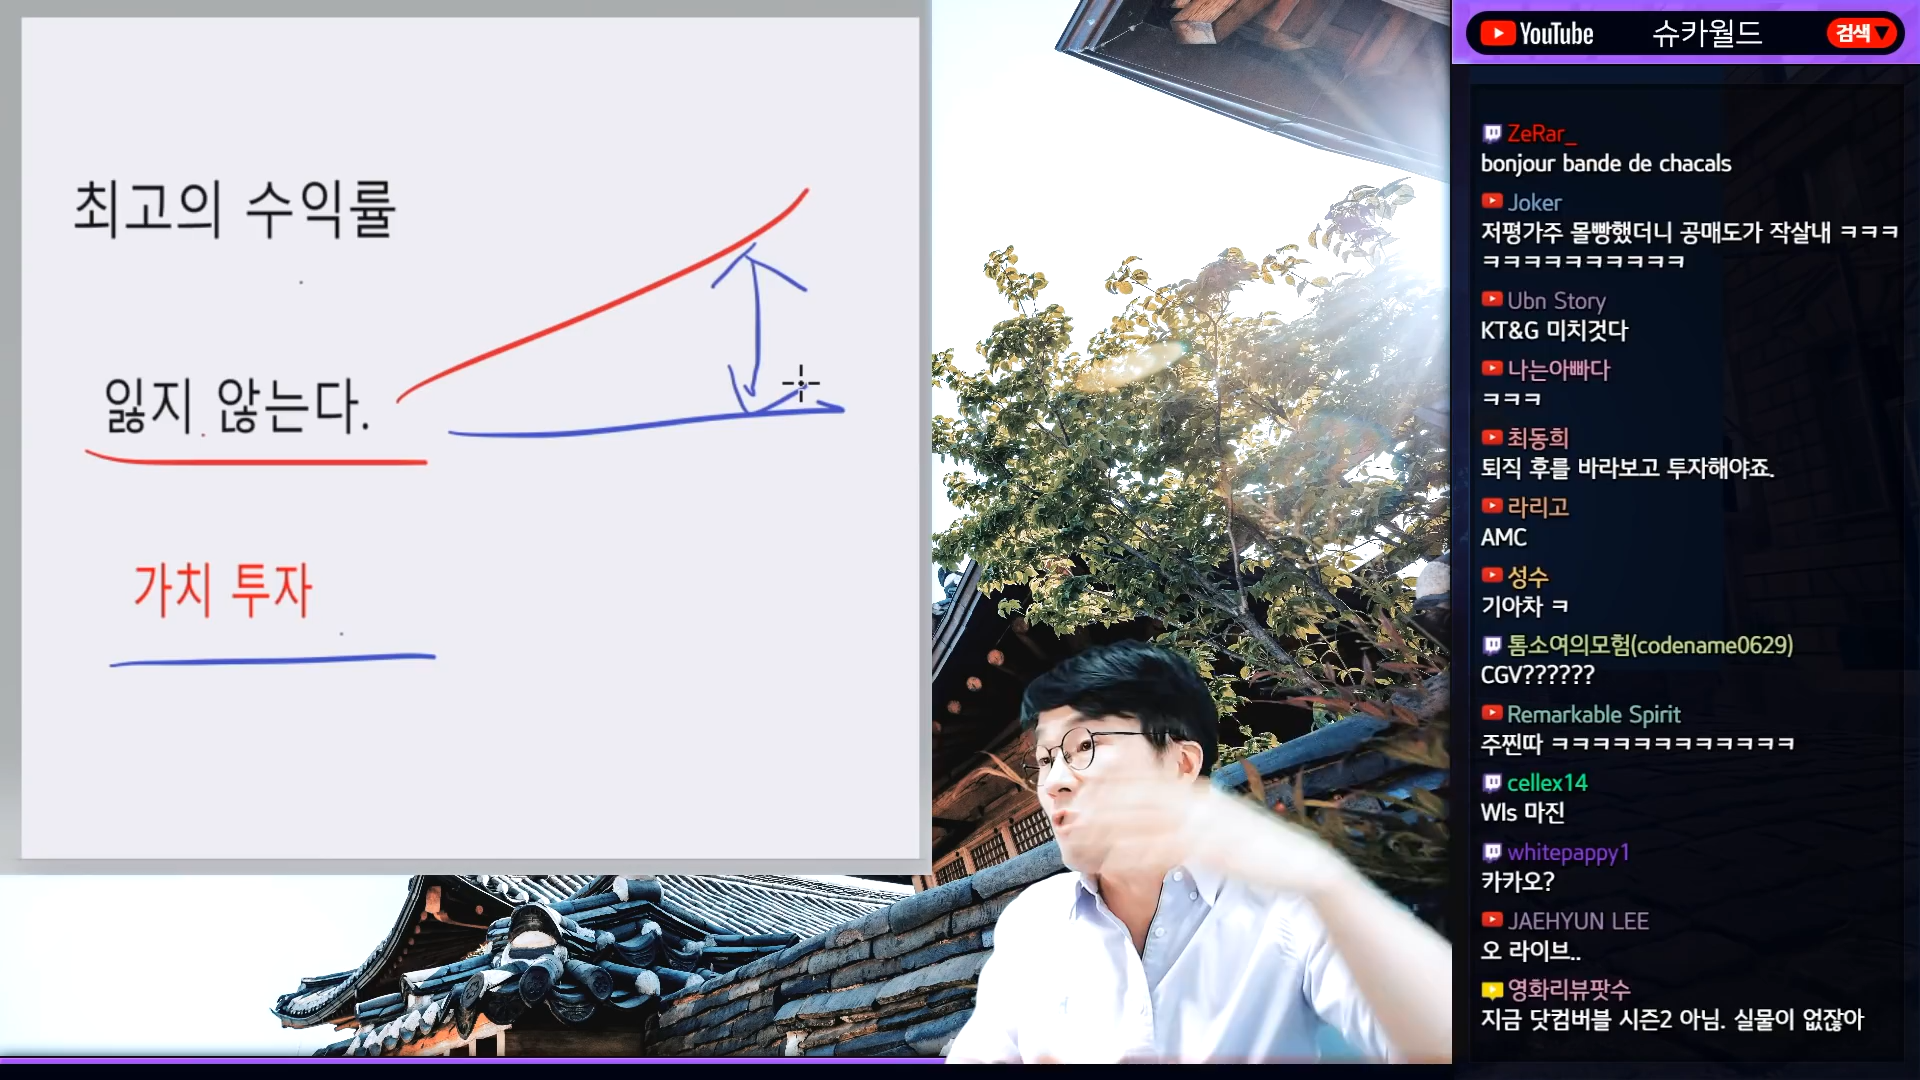 최고의 수익률
잃지 않는다.
가치 투자
YouTube 슈카월드 검색▼
ZeRar_
bonjour bande de chacals
Joker
저평가주 몰빵했더니 공매도가 작살내 ㅋㅋㅋ
ㅋㅋㅋㅋㅋㅋㅋㅋㅋㅋ
Ubn Story
KT&G 미치것다
나는아빠다
ㅋㅋㅋ
최동희
퇴직 후를 바라보고 투자해야죠.
라리고
AMC
성수
기아차 ㅋ
톰소여의모험(codename0629)
CGV??????
Remarkable Spirit
주찐따 ㅋㅋㅋㅋㅋㅋㅋㅋㅋㅋㅋㅋ
cellex14
Wls 마진
whitepappy1
카카오?
JAEHYUN LEE
오 라이브..
영화리뷰팟수
지금 닷컴버블 시즌2 아님. 실물이 없잖아